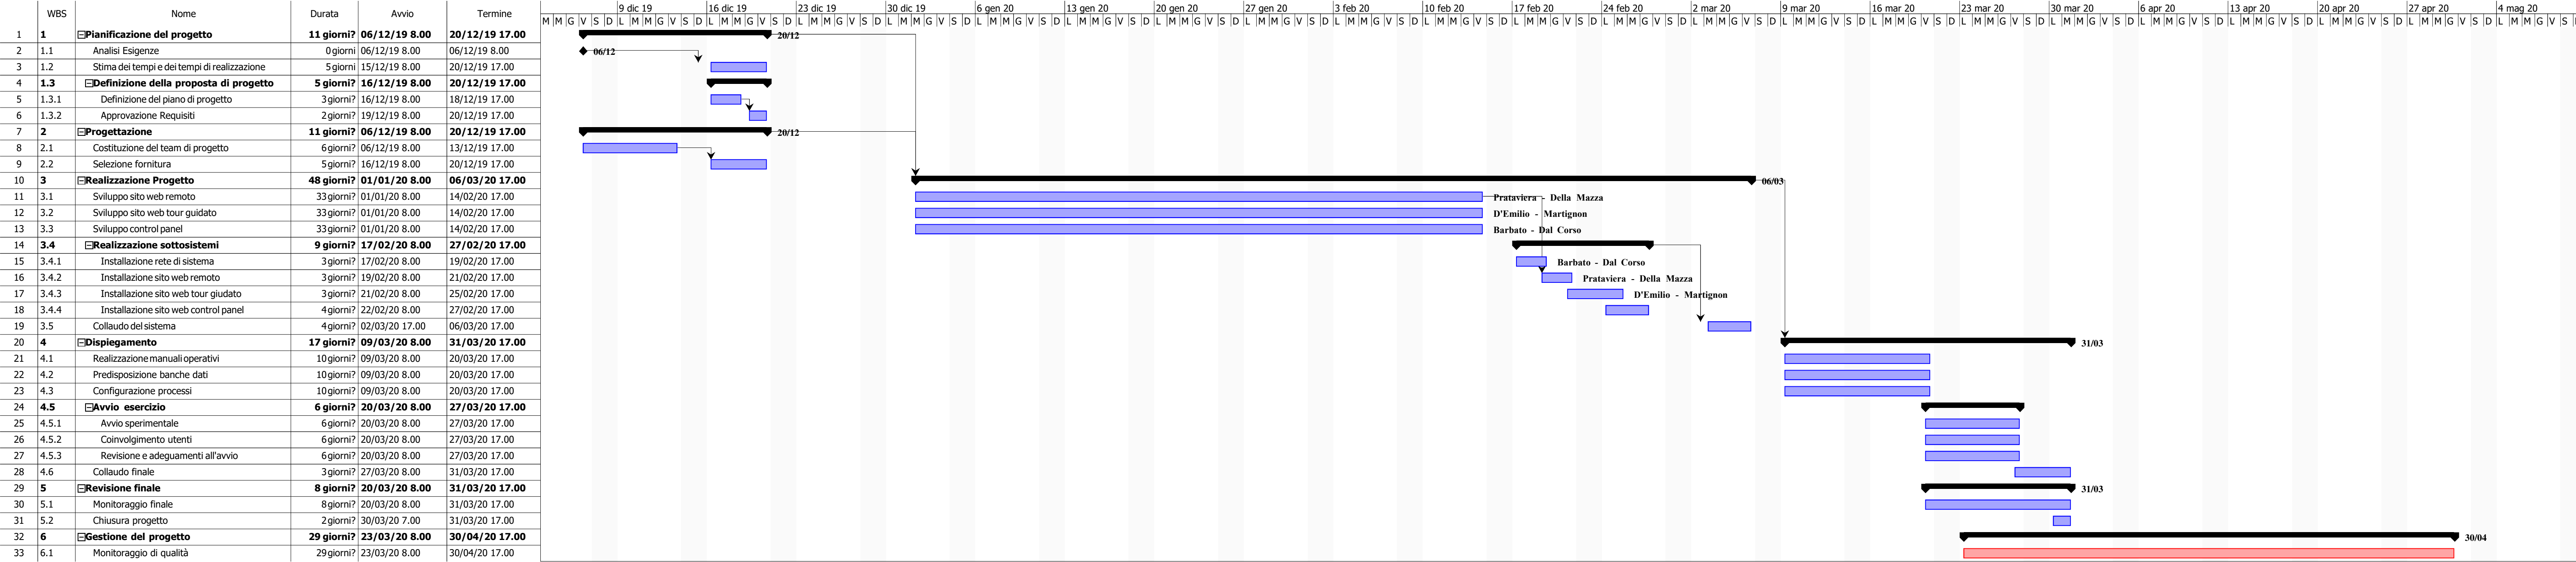 WBS Nome Durata Avvio Termine 9 dic 19 16 dic 19 23 dic 19 30 dic 19 6 gen 20 13 gen 20 20 gen 20 27 gen 20 3 feb 20 10 feb 20 17 feb 20 24 feb 20 2 mar 20 9 mar 20 16 mar 20 23 mar 20 30 mar 20 6 apr 20 13 apr 20 20 apr 20 27 apr 20 4 mag 20
M M G V S D L M M G V S D L M M G V S D L M M G V S D L M M G V S D L M M G V S D L M M G V S D L M M G V S D L M M G V S D L M M G V S D L M M G V S D L M M G V S D L M M G V S D L M M G V S D L M M G V S D L M M G V S D L M M G V S D L M M G V S D L M M G V S D L M M G V S D L M M G V S D L M M G V S D L M M G V S
1 1 Pianificazione del progetto 11 giorni? 06/12/19 8.00 20/12/19 17.00 20/12
2 1.1 Analisi Esigenze 0 giorni 06/12/19 8.00 06/12/19 8.00 06/12
3 1.2 Stima dei tempi e dei tempi di realizzazione 5 giorni 15/12/19 8.00 20/12/19 17.00
4 1.3 Definizione della proposta di progetto 5 giorni? 16/12/19 8.00 20/12/19 17.00
5 1.3.1 Definizione del piano di progetto 3 giorni? 16/12/19 8.00 18/12/19 17.00
6 1.3.2 Approvazione Requisiti 2 giorni? 19/12/19 8.00 20/12/19 17.00
7 2 Progettazione 11 giorni? 06/12/19 8.00 20/12/19 17.00 20/12
8 2.1 Costituzione del team di progetto 6 giorni? 06/12/19 8.00 13/12/19 17.00
9 2.2 Selezione fornitura 5 giorni? 16/12/19 8.00 20/12/19 17.00
10 3 Realizzazione Progetto 48 giorni? 01/01/20 8.00 06/03/20 17.00 06/03
11 3.1 Sviluppo sito web remoto 33 giorni? 01/01/20 8.00 14/02/20 17.00 Prataviera - Della Mazza
12 3.2 Sviluppo sito web tour guidato 33 giorni? 01/01/20 8.00 14/02/20 17.00 D'Emilio - Martignon
13 3.3 Sviluppo control panel 33 giorni? 01/01/20 8.00 14/02/20 17.00 Barbato - Dal Corso
14 3.4 Realizzazione sottosistemi 9 giorni? 17/02/20 8.00 27/02/20 17.00
15 3.4.1 Installazione rete di sistema 3 giorni? 17/02/20 8.00 19/02/20 17.00 Barbato - Dal Corso
16 3.4.2 Installazione sito web remoto 3 giorni? 19/02/20 8.00 21/02/20 17.00 Prataviera - Della Mazza
17 3.4.3 Installazione sito web tour giudato 3 giorni? 21/02/20 8.00 25/02/20 17.00 D'Emilio - Martignon
18 3.4.4 Installazione sito web control panel 4 giorni? 22/02/20 8.00 27/02/20 17.00
19 3.5 Collaudo del sistema 4 giorni? 02/03/20 17.00 06/03/20 17.00
20 4 Dispiegamento 17 giorni? 09/03/20 8.00 31/03/20 17.00 31/03
21 4.1 Realizzazione manuali operativi 10 giorni? 09/03/20 8.00 20/03/20 17.00
22 4.2 Predisposizione banche dati 10 giorni? 09/03/20 8.00 20/03/20 17.00
23 4.3 Configurazione processi 10 giorni? 09/03/20 8.00 20/03/20 17.00
24 4.5 Avvio esercizio 6 giorni? 20/03/20 8.00 27/03/20 17.00
25 4.5.1 Avvio sperimentale 6 giorni? 20/03/20 8.00 27/03/20 17.00
26 4.5.2 Coinvolgimento utenti 6 giorni? 20/03/20 8.00 27/03/20 17.00
27 4.5.3 Revisione e adeguamenti all'avvio 6 giorni? 20/03/20 8.00 27/03/20 17.00
28 4.6 Collaudo finale 3 giorni? 27/03/20 8.00 31/03/20 17.00
29 5 Revisione finale 8 giorni? 20/03/20 8.00 31/03/20 17.00 31/03
30 5.1 Monitoraggio finale 8 giorni? 20/03/20 8.00 31/03/20 17.00
31 5.2 Chiusura progetto 2 giorni? 30/03/20 7.00 31/03/20 17.00
32 6 Gestione del progetto 29 giorni? 23/03/20 8.00 30/04/20 17.00 30/04
33 6.1 Monitoraggio di qualità 29 giorni? 23/03/20 8.00 30/04/20 17.00